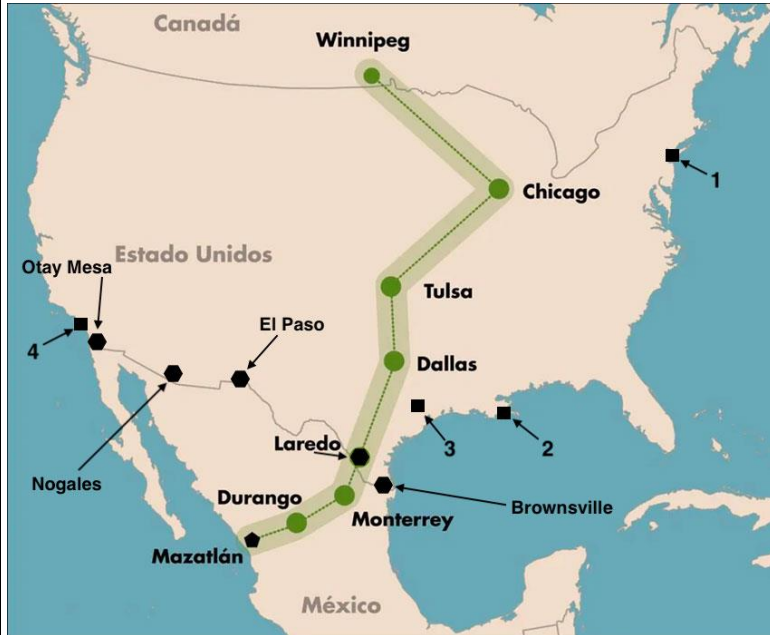 Canadá
Winnipeg
1
Chicago
Estado Unidos
Otay Mesa
Tulsa
El Paso
4
Dallas
Laredo
3
2
Nogales
Durango
Brownsville
Monterrey
Mazatlán
México